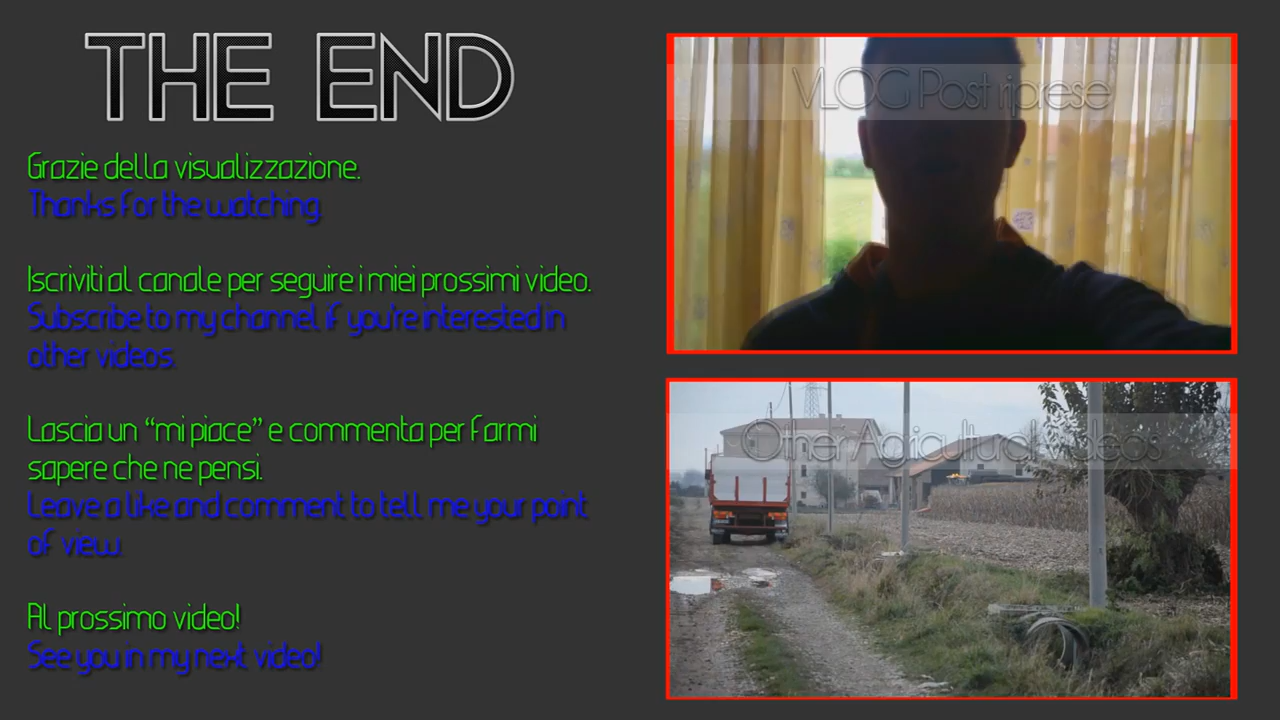 THE END
Grazie della visualizzazione.
Thanks for the watching.
Iscriviti al canale per seguire i miei prossimi video.
Subscribe to my channel if you're interested in
other videos.
Lascia un “mi piace” e commenta per farmi
sapere che ne pensi.
Leave a like and comment to tell me your point
of view.
Al prossimo video!
See you in my next video!
VLOG Post riprese
Other Agricultural videos